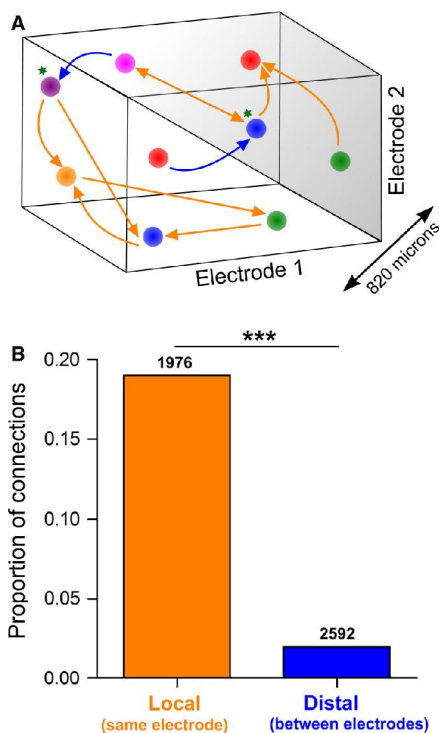 A
Electrode 2
Electrode 1
820 microns
B
***
Proportion of connections
0.20
0.15
0.10
0.05
0.00
1976
2592
Local
(same electrode)
Distal
(between electrodes)